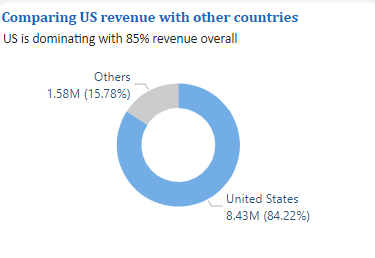 Comparing US revenue with other countries
US is dominating with 85% revenue overall
Others
1.58M (15.78%)
United States
8.43M (84.22%)